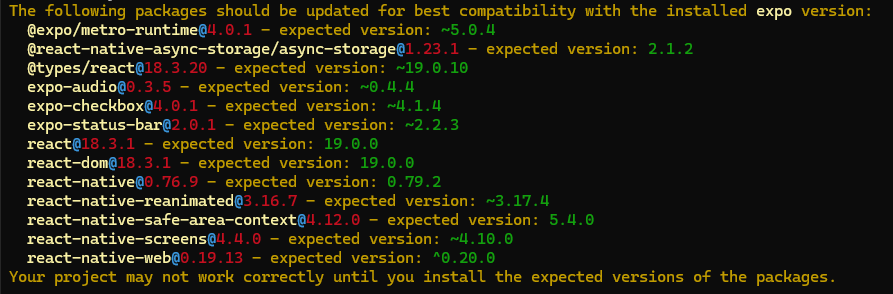 The following packages should be updated for best compatibility with the installed expo version:
@expo/metro-runtime@4.0.1 - expected version: ~5.0.4
@react-native-async-storage/async-storage@1.23.1 - expected version: 2.1.2
@types/react@18.3.20 - expected version: ~19.0.10
expo-audio@0.3.5 - expected version: ~0.4.4
expo-checkbox@4.0.1 - expected version: ~4.1.4
expo-status-bar@2.0.1 - expected version: ~2.2.3
react@18.3.1 - expected version: 19.0.0
react-dom@18.3.1 - expected version: 19.0.0
react-native@0.76.9 - expected version: 0.79.2
react-native-reanimated@3.16.7 - expected version: ~3.17.4
react-native-safe-area-context@4.12.0 - expected version: 5.4.0
react-native-screens@4.4.0 - expected version: ~4.10.0
react-native-web@0.19.13 - expected version: ^0.20.0
Your project may not work correctly until you install the expected versions of the packages.